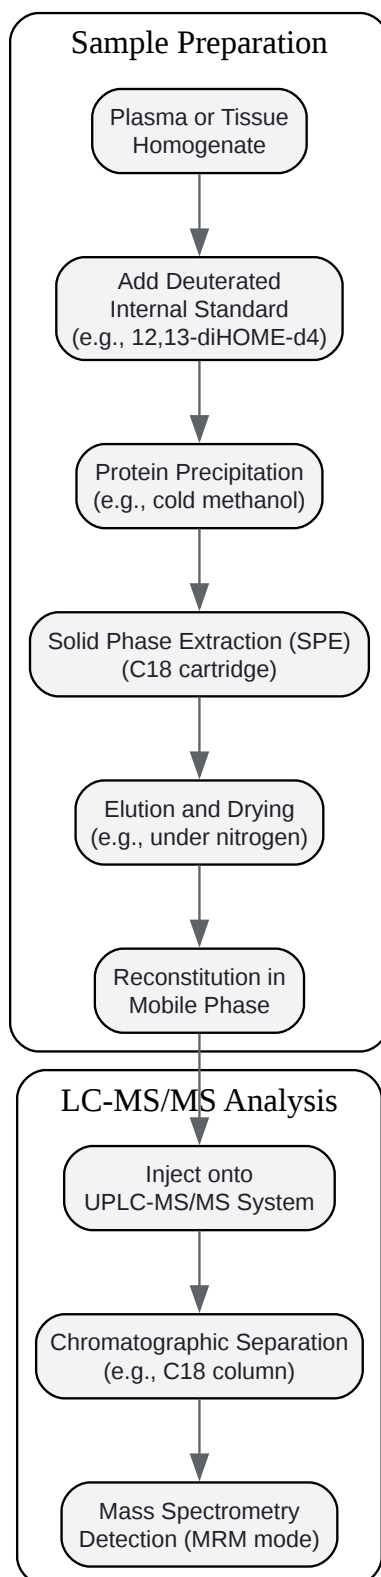 Sample Preparation
Plasma or Tissue
Homogenate
Add Deuterated
Internal Standard
(e.g., 12,13-diHOME-d4)
Protein Precipitation
(e.g., cold methanol)
Solid Phase Extraction (SPE)
(C18 cartridge)
Elution and Drying
(e.g., under nitrogen)
Reconstitution in
Mobile Phase
LC-MS/MS Analysis
Inject onto
UPLC-MS/MS System
Chromatographic Separation
(e.g., C18 column)
Mass Spectrometry
Detection (MRM mode)